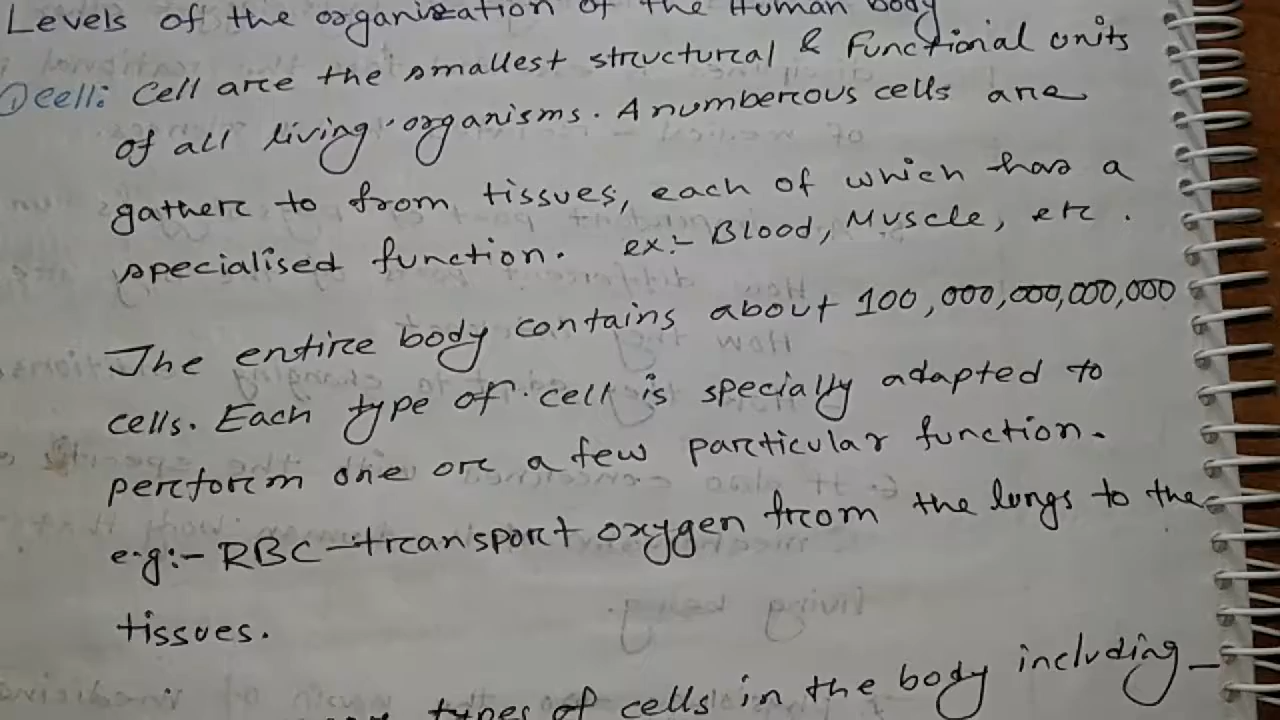 Levels of the organization of the Human body
① Cell: Cell are the smallest structural & Functional units
of all living organisms. A numberous cells are
gather to from tissues, each of which has a
specialised function. ex:- Blood, Muscle, etc.
The entire body contains about 100,000,000,000,000
cells. Each type of cell is specially adapted to
perform one or a few particular function.
e.g:- RBC - transport oxygen from the lungs to the
tissues.
types of cells in the body including -